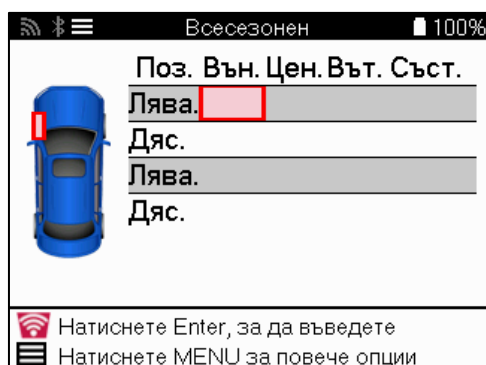 Всесезонен 100%
Поз. Вън. Цен. Вът. Съст.
Лява.
Дяс.
Лява.
Дяс.
Натиснете Enter, за да въведете
Натиснете MENU за повече опции